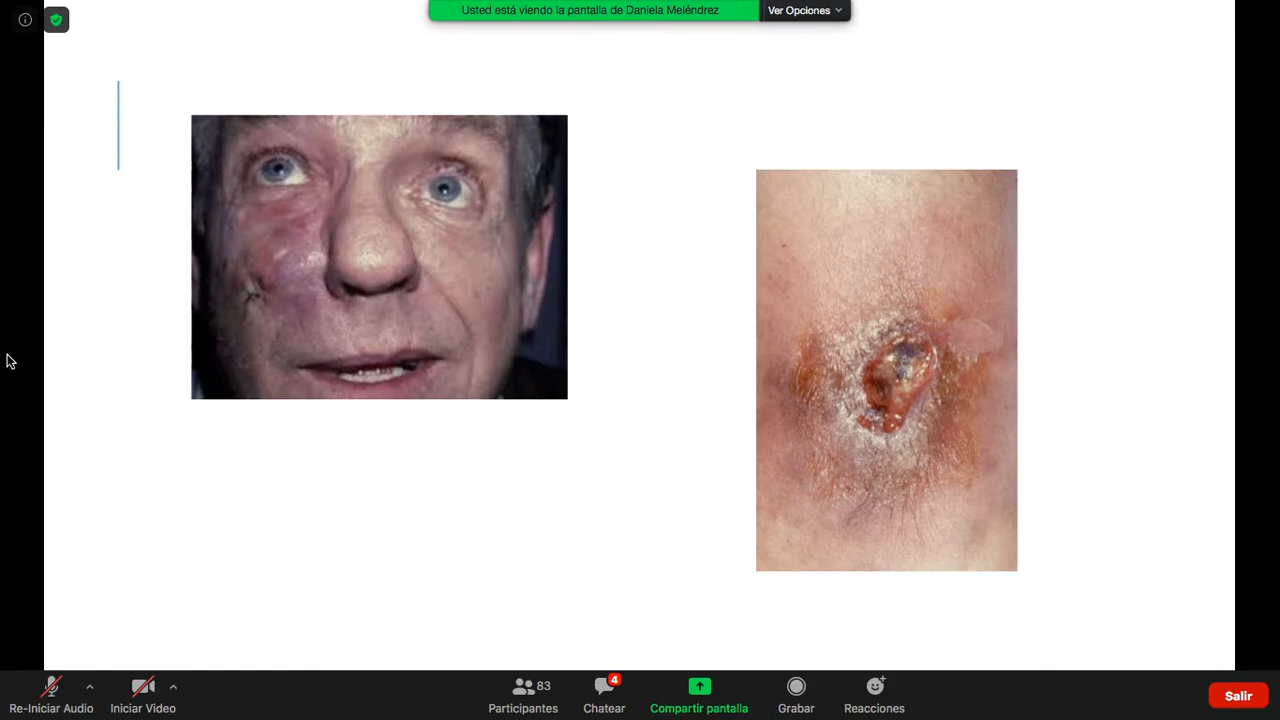 Usted está viendo la pantalla de Daniela Meléndrez
Ver Opciones
83
4
Re-Iniciar Audio
Iniciar Video
Participantes
Chatear
Compartir pantalla
Grabar
Reacciones
Salir